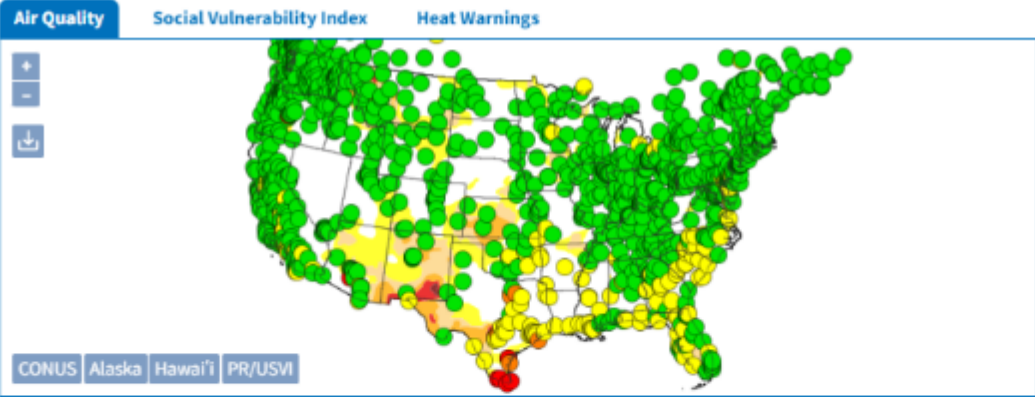 Air Quality Social Vulnerability Index Heat Warnings
+
-
CONUS Alaska Hawai'i PR/USVI